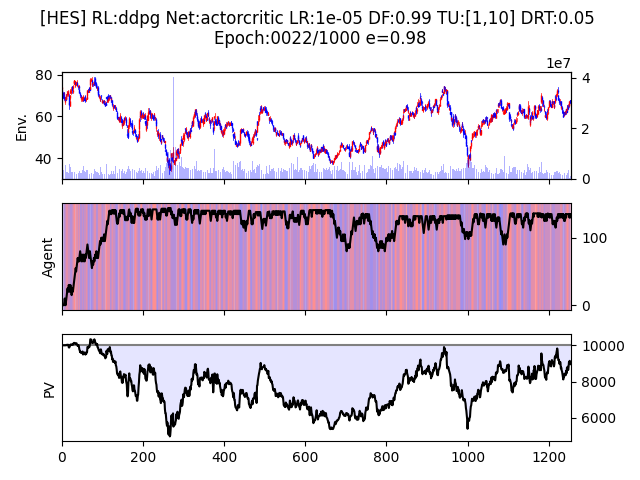 [HES] RL:ddpg Net:actorcritic LR:1e-05 DF:0.99 TU:[1,10] DRT:0.05
Epoch:0022/1000 e=0.98
1e7
80
60
40
Env.
4
2
0
Agent
100
0
PV
10000
8000
6000
0 200 400 600 800 1000 1200